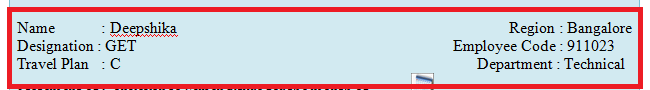 Name : Deepshika Region : Bangalore
Designation : GET Employee Code : 911023
Travel Plan : C Department : Technical